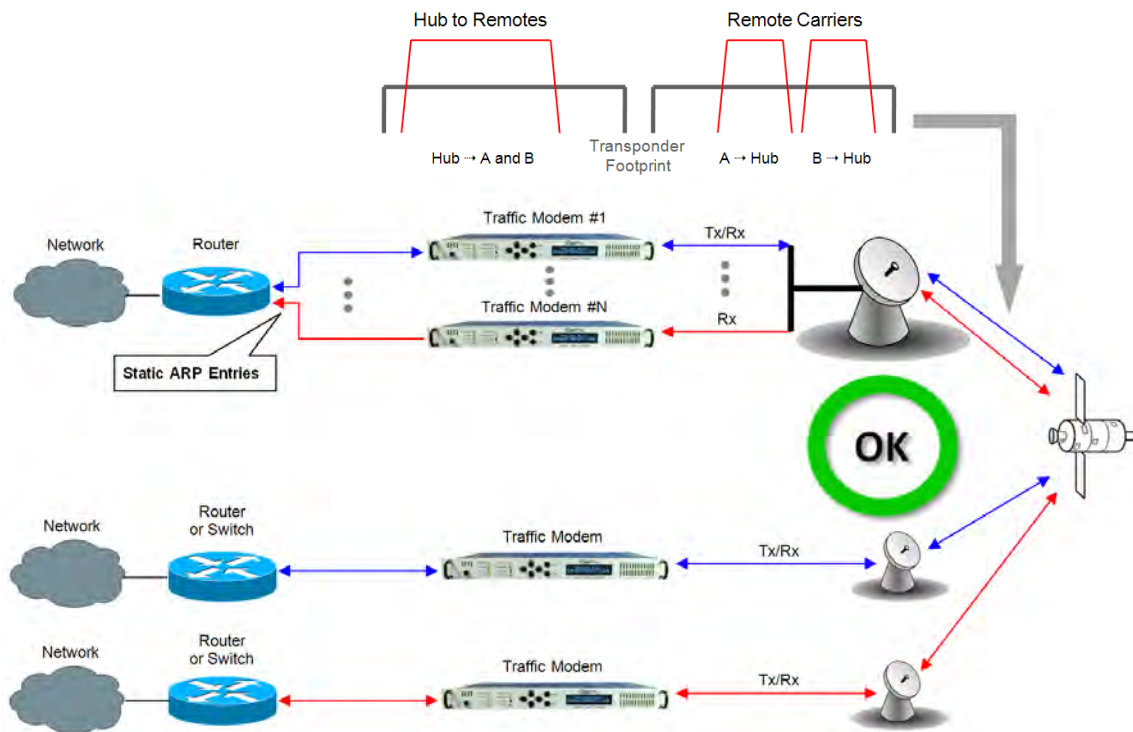 Hub to Remotes
Remote Carriers
Transponder
Footprint
Hub → A and B
A → Hub
B → Hub
Traffic Modem #1
Network
Router
Tx/Rx
Traffic Modem #N
Rx
Static ARP Entries
OK
Network
Router
or Switch
Traffic Modem
Tx/Rx
Network
Router
or Switch
Traffic Modem
Tx/Rx